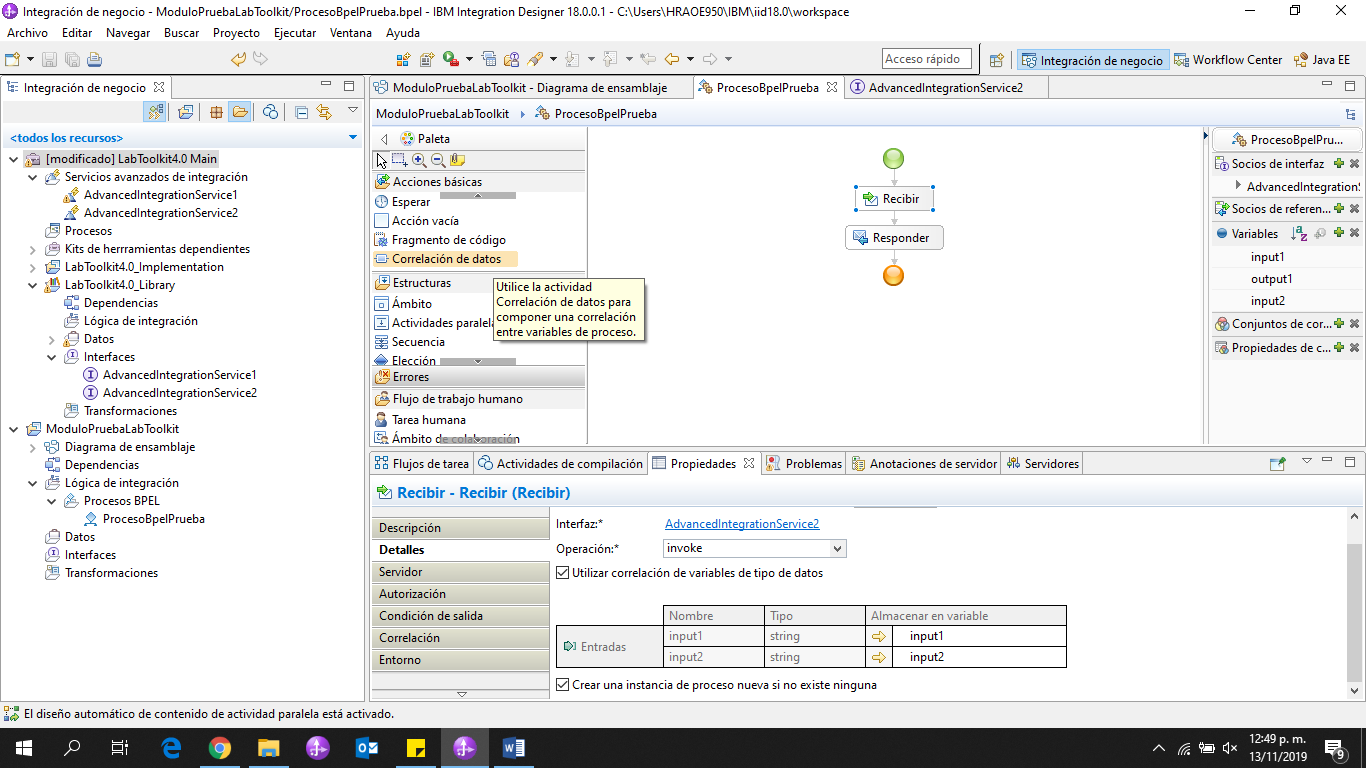 Integración de negocio - ModuloPruebaLabToolkit/ProcesoBpelPrueba.bpel - IBM Integration Designer 18.0.0.1 - C:\Users\HRAOE950\IBM\iid18.0\workspace
Archivo Editar Navegar Buscar Proyecto Ejecutar Ventana Ayuda
Acceso rápido
Integración de negocio
Workflow Center
Java EE
Integración de negocio
<todos los recursos>
[modificado] LabToolkit4.0 Main
Servicios avanzados de integración
AdvancedIntegrationService1
AdvancedIntegrationService2
Procesos
Kits de herrramientas dependientes
LabToolkit4.0_Implementation
LabToolkit4.0_Library
Dependencias
Lógica de integración
Datos
Interfaces
AdvancedIntegrationService1
AdvancedIntegrationService2
Transformaciones
ModuloPruebaLabToolkit
Diagrama de ensamblaje
Dependencias
Lógica de integración
Procesos BPEL
ProcesoBpelPrueba
Datos
Interfaces
Transformaciones
ModuloPruebaLabToolkit - Diagrama de ensamblaje
ProcesoBpelPrueba
AdvancedIntegrationService2
ModuloPruebaLabToolkit
ProcesoBpelPrueba
Paleta
Acciones básicas
Esperar
Acción vacía
Fragmento de código
Correlación de datos
Estructuras
Ámbito
Actividades paralela
Secuencia
Elección
Errores
Flujo de trabajo humano
Tarea humana
Ámbito de colaboración
Utilice la actividad
Correlación de datos para
componer una correlación
entre variables de proceso.
Recibir
Responder
ProcesoBpelPru...
Socios de interfaz
AdvancedIntegrationS
Socios de referen...
Variables
input1
output1
input2
Conjuntos de cor...
Propiedades de c...
Flujos de tarea
Actividades de compilación
Propiedades
Problemas
Anotaciones de servidor
Servidores
Recibir - Recibir (Recibir)
Descripción
Detalles
Servidor
Autorización
Condición de salida
Correlación
Entorno
Interfaz:* AdvancedIntegrationService2
Operación:* invoke
Utilizar correlación de variables de tipo de datos
Nombre Tipo Almacenar en variable
Entradas
input1 string input1
input2 string input2
Crear una instancia de proceso nueva si no existe ninguna
El diseño automático de contenido de actividad paralela está activado.
12:49 p. m.
13/11/2019
9